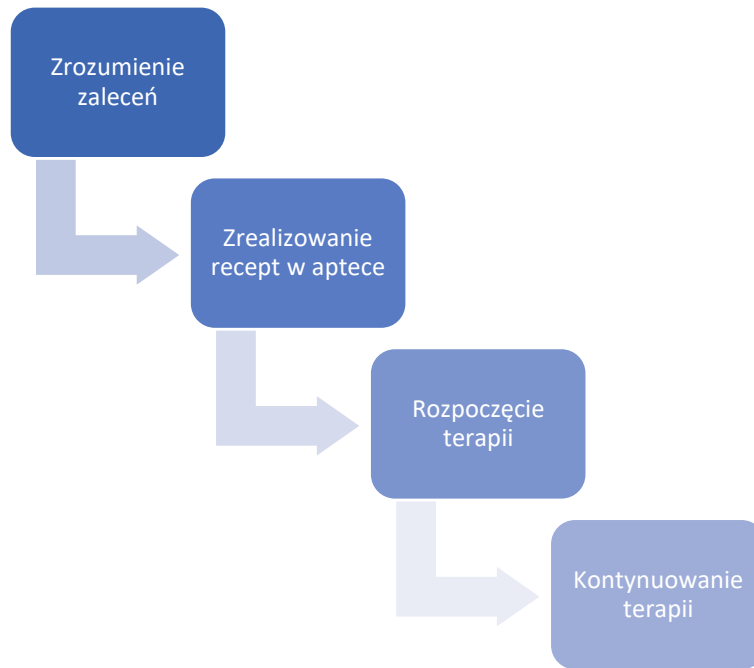 Zrozumienie
zaleceń
Zrealizowanie
recept w aptece
Rozpoczęcie
terapii
Kontynuowanie
terapii